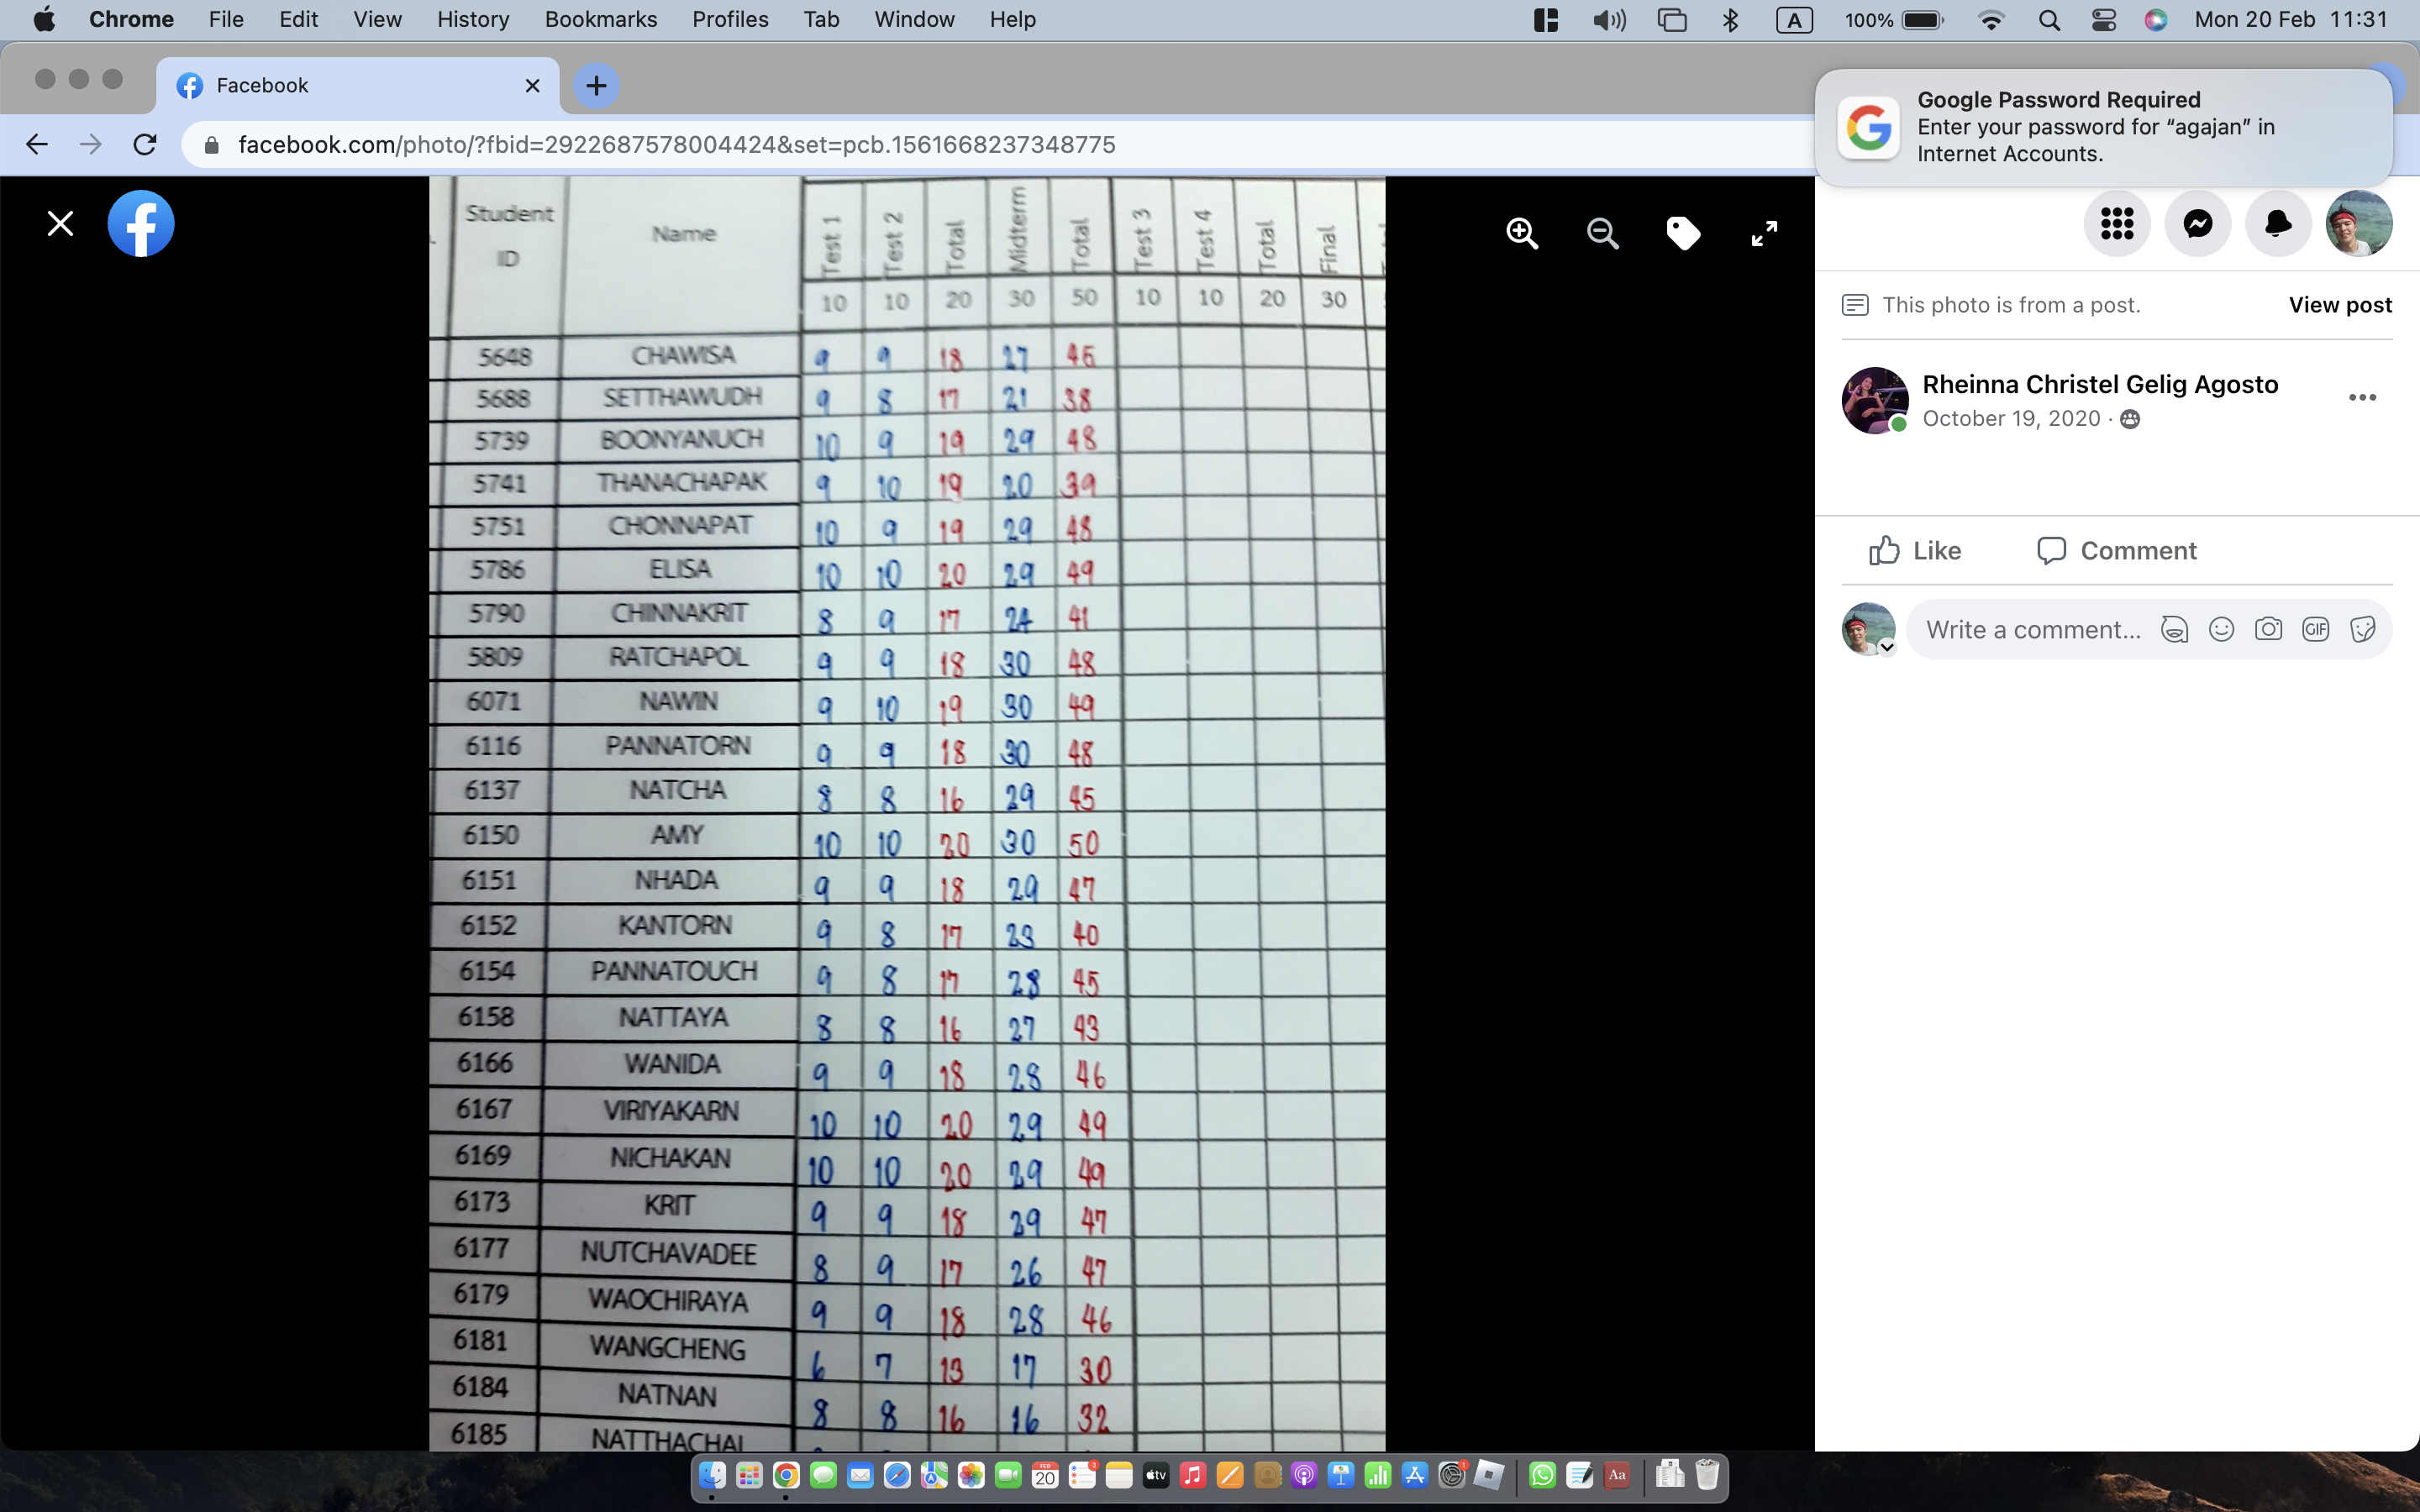 Chrome File Edit View History Bookmarks Profiles Tab Window Help A 100% Mon 20 Feb 11:31
Facebook
facebook.com/photo/?fbid=2922687578004424&set=pcb.1561668237348775
Google Password Required
Enter your password for “agajan” in
Internet Accounts.
Student ID Name Test 1 Test 2 Total Midterm Total Test 3 Test 4 Total Final
10 10 20 30 50 10 10 20 30
5648 CHAWISA 9 9 18 27 45
5688 SETTHAWUDH 9 8 17 21 38
5739 BOONYANUCH 10 9 19 29 48
5741 THANACHAPAK 9 10 19 20 39
5751 CHONNAPAT 10 9 19 29 48
5786 ELISA 10 10 20 29 49
5790 CHINNAKRIT 8 9 17 24 41
5809 RATCHAPOL 9 9 18 30 48
6071 NAWIN 9 10 19 30 49
6116 PANNATORN 9 9 18 30 48
6137 NATCHA 8 8 16 29 45
6150 AMY 10 10 20 30 50
6151 NHADA 9 9 18 29 47
6152 KANTORN 9 8 17 23 40
6154 PANNATOUCH 9 8 17 28 45
6158 NATTAYA 8 8 16 27 43
6166 WANIDA 9 9 18 28 46
6167 VIRIYAKARN 10 10 20 29 49
6169 NICHAKAN 10 10 20 29 49
6173 KRIT 9 9 18 29 47
6177 NUTCHAVADEE 8 9 17 26 47
6179 WAOCHIRAYA 9 9 18 28 46
6181 WANGCHENG 6 7 13 17 30
6184 NATNAN 8 8 16 16 32
6185 NATTHACHAI
This photo is from a post. View post
Rheinna Christel Gelig Agosto
October 19, 2020 ·
Like Comment
Write a comment... GIF
FEB
20
3
tv
1
Aa